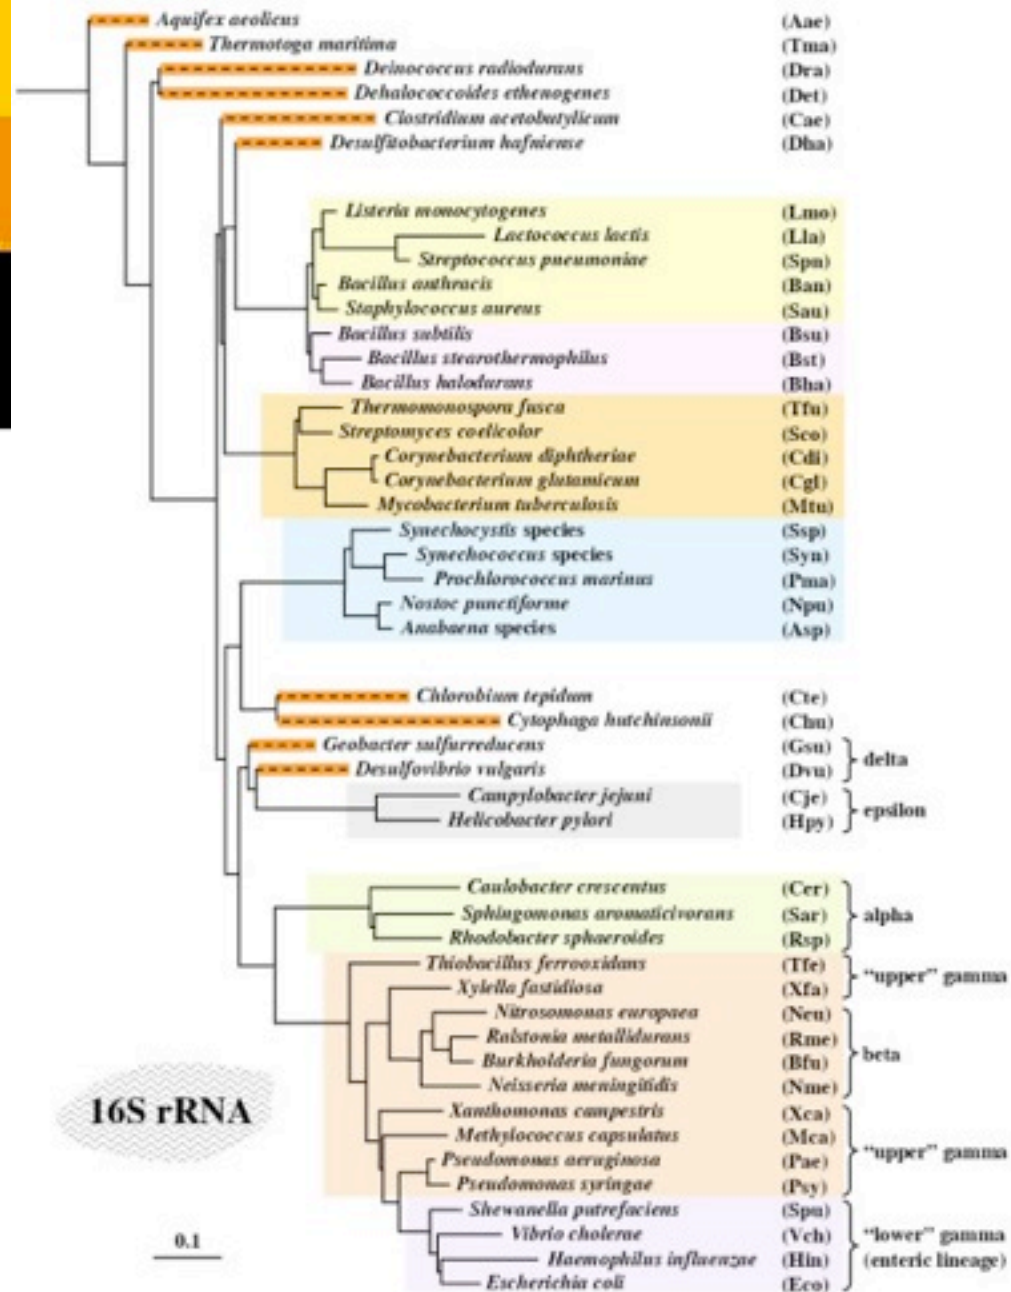 Aquifex aeolicus (Aae)
Thermotoga maritima (Tma)
Deinococcus radiodurans (Dra)
Dehalococcoides ethenogenes (Det)
Clostridium acetobutylicum (Cae)
Desulfitobacterium hafniense (Dha)
Listeria monocytogenes (Lmo)
Lactococcus lactis (Lla)
Streptococcus pneumoniae (Spn)
Bacillus anthracis (Ban)
Staphylococcus aureus (Sau)
Bacillus subtilis (Bsu)
Bacillus stearothermophilus (Bst)
Bacillus halodurans (Bha)
Thermomonospora fusca (Tfu)
Streptomyces coelicolor (Sco)
Corynebacterium diphtheriae (Cdi)
Corynebacterium glutamicum (Cgl)
Mycobacterium tuberculosis (Mtu)
Synechocystis species (Ssp)
Synechococcus species (Syn)
Prochlorococcus marinus (Pma)
Nostoc punctiforme (Npu)
Anabaena species (Asp)
Chlorobium tepidum (Cte)
Cytophaga hutchinsonii (Chu)
Geobacter sulfurreducens (Gsu)
delta
Desulfovibrio vulgaris (Dvu)
Campylobacter jejuni (Cje)
epsilon
Helicobacter pylori (Hpy)
Caulobacter crescentus (Ccr)
Sphingomonas aromaticivorans (Sar) alpha
Rhodobacter sphaeroides (Rsp)
Thiobacillus ferrooxidans (Tfe)
"upper" gamma
Xylella fastidiosa (Xfa)
Nitrosomonas europaea (Neu)
Ralstonia metallidurans (Rme)
beta
Burkholderia fungorum (Bfu)
Neisseria meningitidis (Nme)
Xanthomonas campestris (Xca)
16S rRNA
Methylococcus capsulatus (Mca)
"upper" gamma
Pseudomonas aeruginosa (Pae)
Pseudomonas syringae (Psy)
Shewanella putrefaciens (Spu)
Vibrio cholerae (Vch) "lower" gamma
0.1
Haemophilus influenzae (Hin) (enteric lineage)
Escherichia coli (Eco)